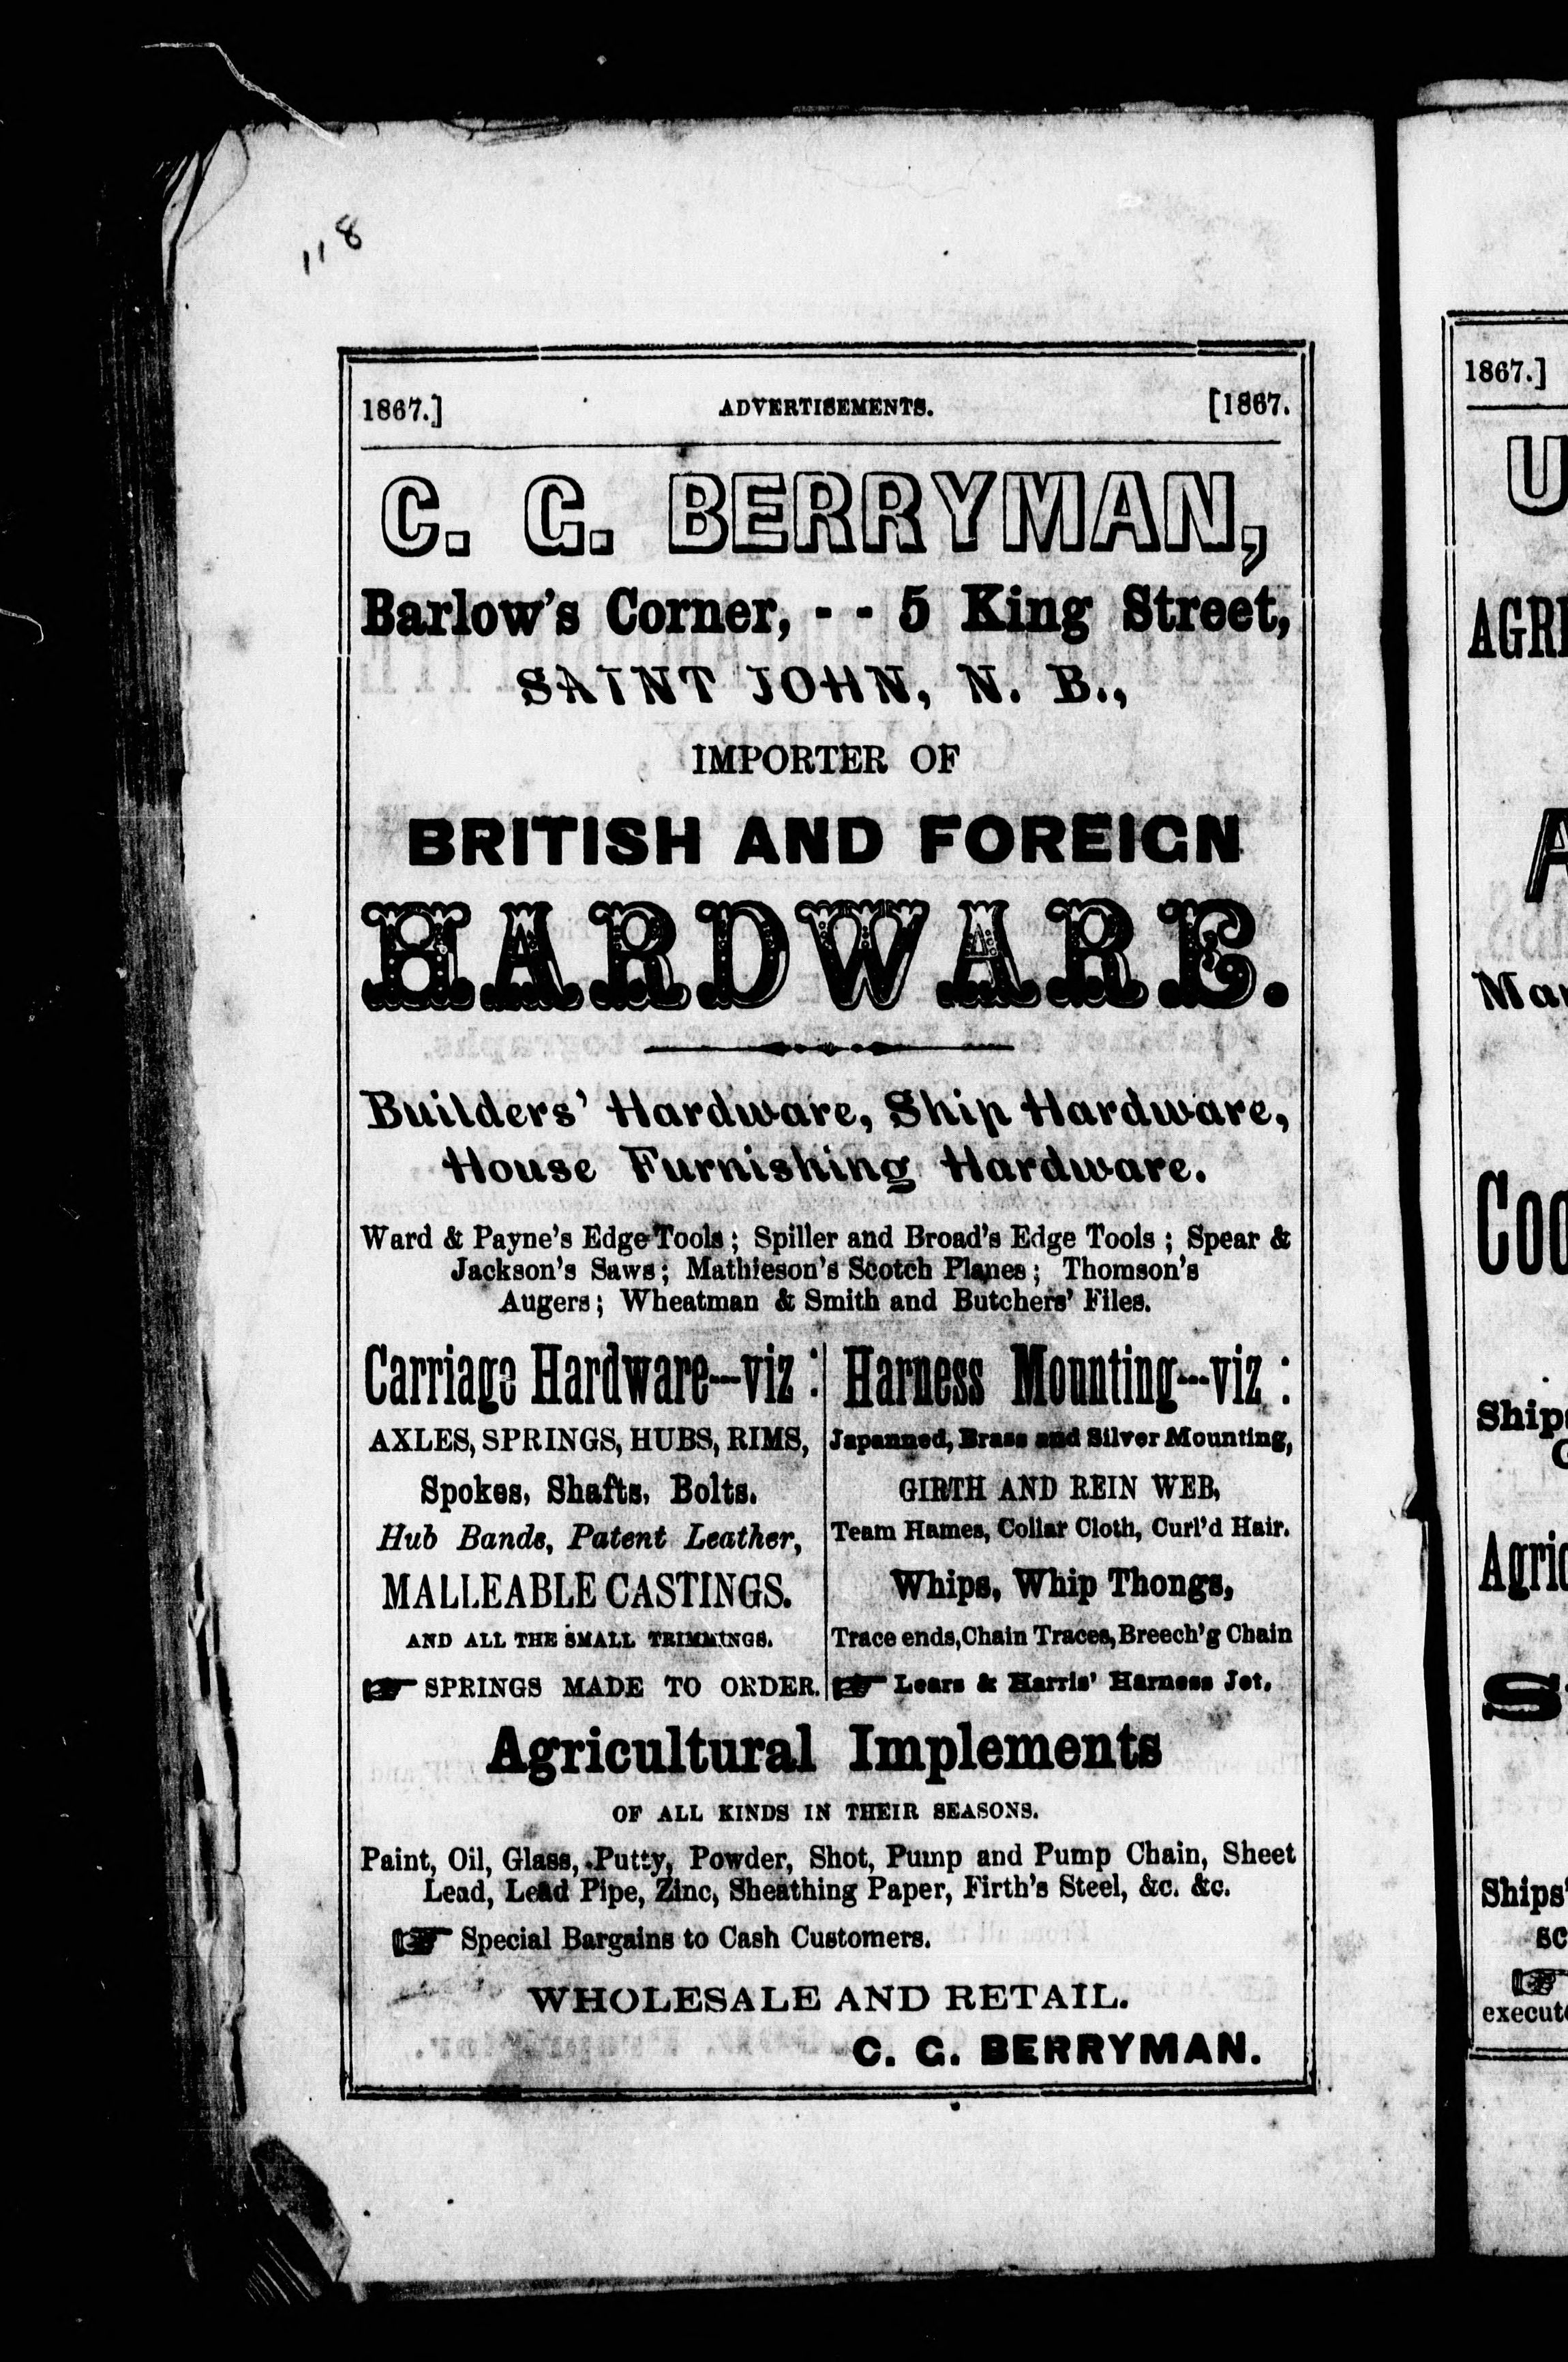 118
1867.] ADVERTISEMENTS. [1867.
C. G. BERRYMAN,
Barlow's Corner, - - 5 King Street,
SAINT JOHN, N. B.,
IMPORTER OF
BRITISH AND FOREIGN
HARDWARE.
Builders' Hardware, Ship Hardware,
House Furnishing Hardware.
Ward & Payne's Edge Tools; Spiller and Broad's Edge Tools; Spear &
Jackson's Saws; Mathieson's Scotch Planes; Thomson's
Augers; Wheatman & Smith and Butchers' Files.
Carriage Hardware---viz:
AXLES, SPRINGS, HUBS, RIMS,
Spokes, Shafts, Bolts.
Hub Bands, Patent Leather,
MALLEABLE CASTINGS.
AND ALL THE SMALL TRIMMINGS.
☞ SPRINGS MADE TO ORDER.
Harness Mounting---viz:
Japanned, Brass and Silver Mounting,
GIRTH AND REIN WEB,
Team Hames, Collar Cloth, Curl'd Hair.
Whips, Whip Thongs,
Trace ends, Chain Traces, Breech'g Chain
☞ Lears & Harris' Harness Jet.
Agricultural Implements
OF ALL KINDS IN THEIR SEASONS.
Paint, Oil, Glass, Putty, Powder, Shot, Pump and Pump Chain, Sheet
Lead, Lead Pipe, Zinc, Sheathing Paper, Firth's Steel, &c. &c.
☞ Special Bargains to Cash Customers.
WHOLESALE AND RETAIL.
C. G. BERRYMAN.
1867.]
U
AGRI
A
Ma
Coo
Ship
Agric
S
Ships'
sc
☞
execut